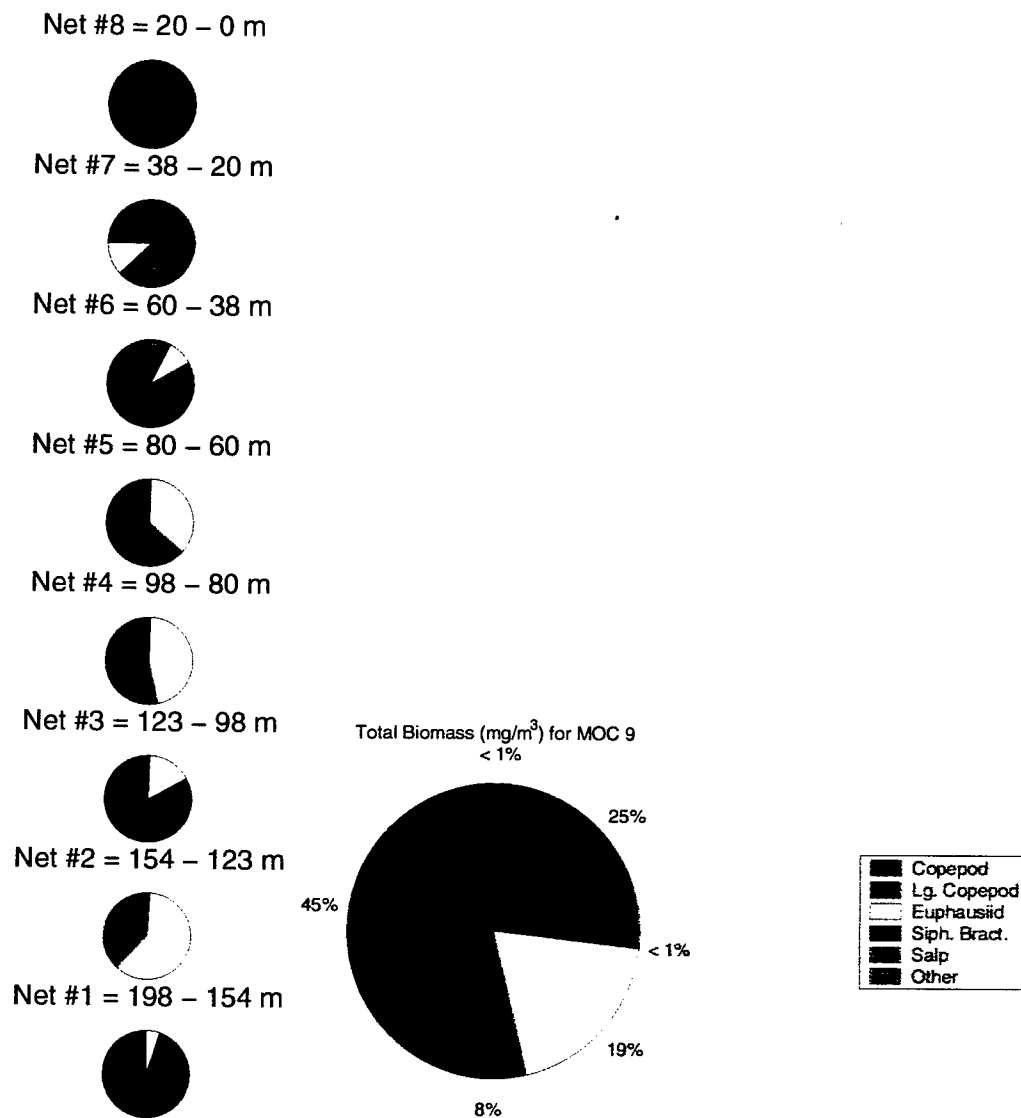 Net #8 = 20 – 0 m
Net #7 = 38 – 20 m
Net #6 = 60 – 38 m
Net #5 = 80 – 60 m
Net #4 = 98 – 80 m
Net #3 = 123 – 98 m
Net #2 = 154 – 123 m
Net #1 = 198 – 154 m
Total Biomass (mg/m³) for MOC 9
< 1%
25%
45%
< 1%
19%
8%
Copepod
Lg. Copepod
Euphausiid
Siph. Bract.
Salp
Other